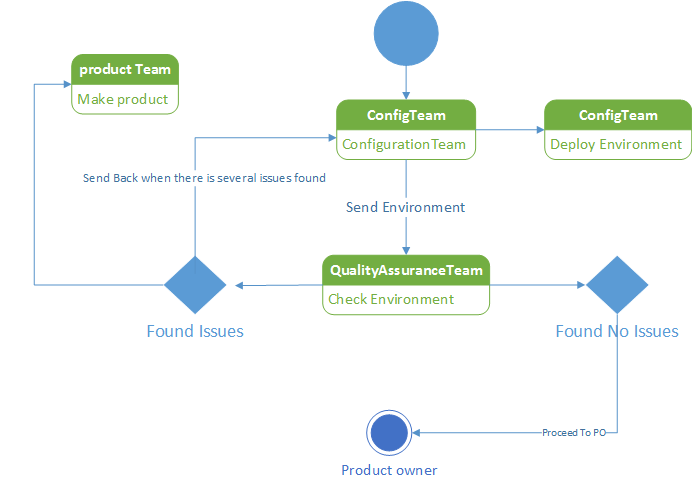 product Team
Make product
ConfigTeam
ConfigurationTeam
ConfigTeam
Deploy Environment
Send Back when there is several issues found
Send Environment
QualityAssuranceTeam
Check Environment
Found Issues
Found No Issues
Proceed To PO
Product owner